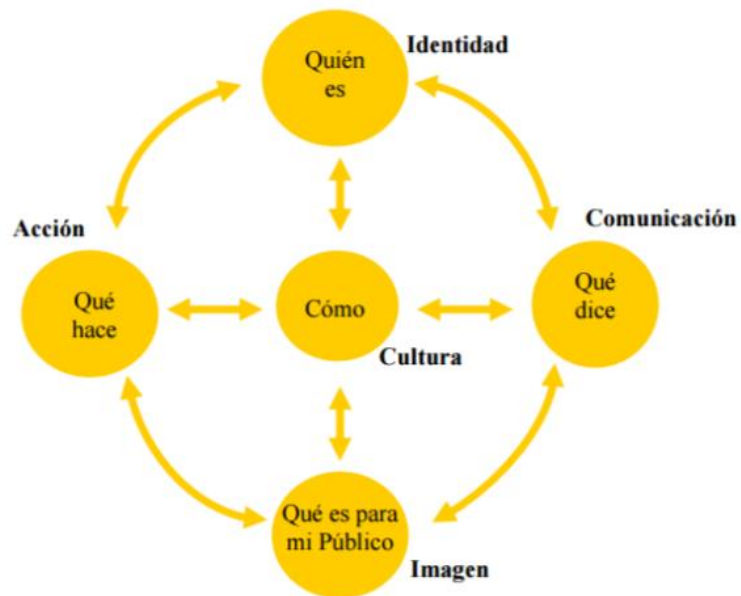 Identidad
Quién
es
Acción
Comunicación
Qué
hace
Cómo
Qué
dice
Cultura
Qué es para
mi Público
Imagen